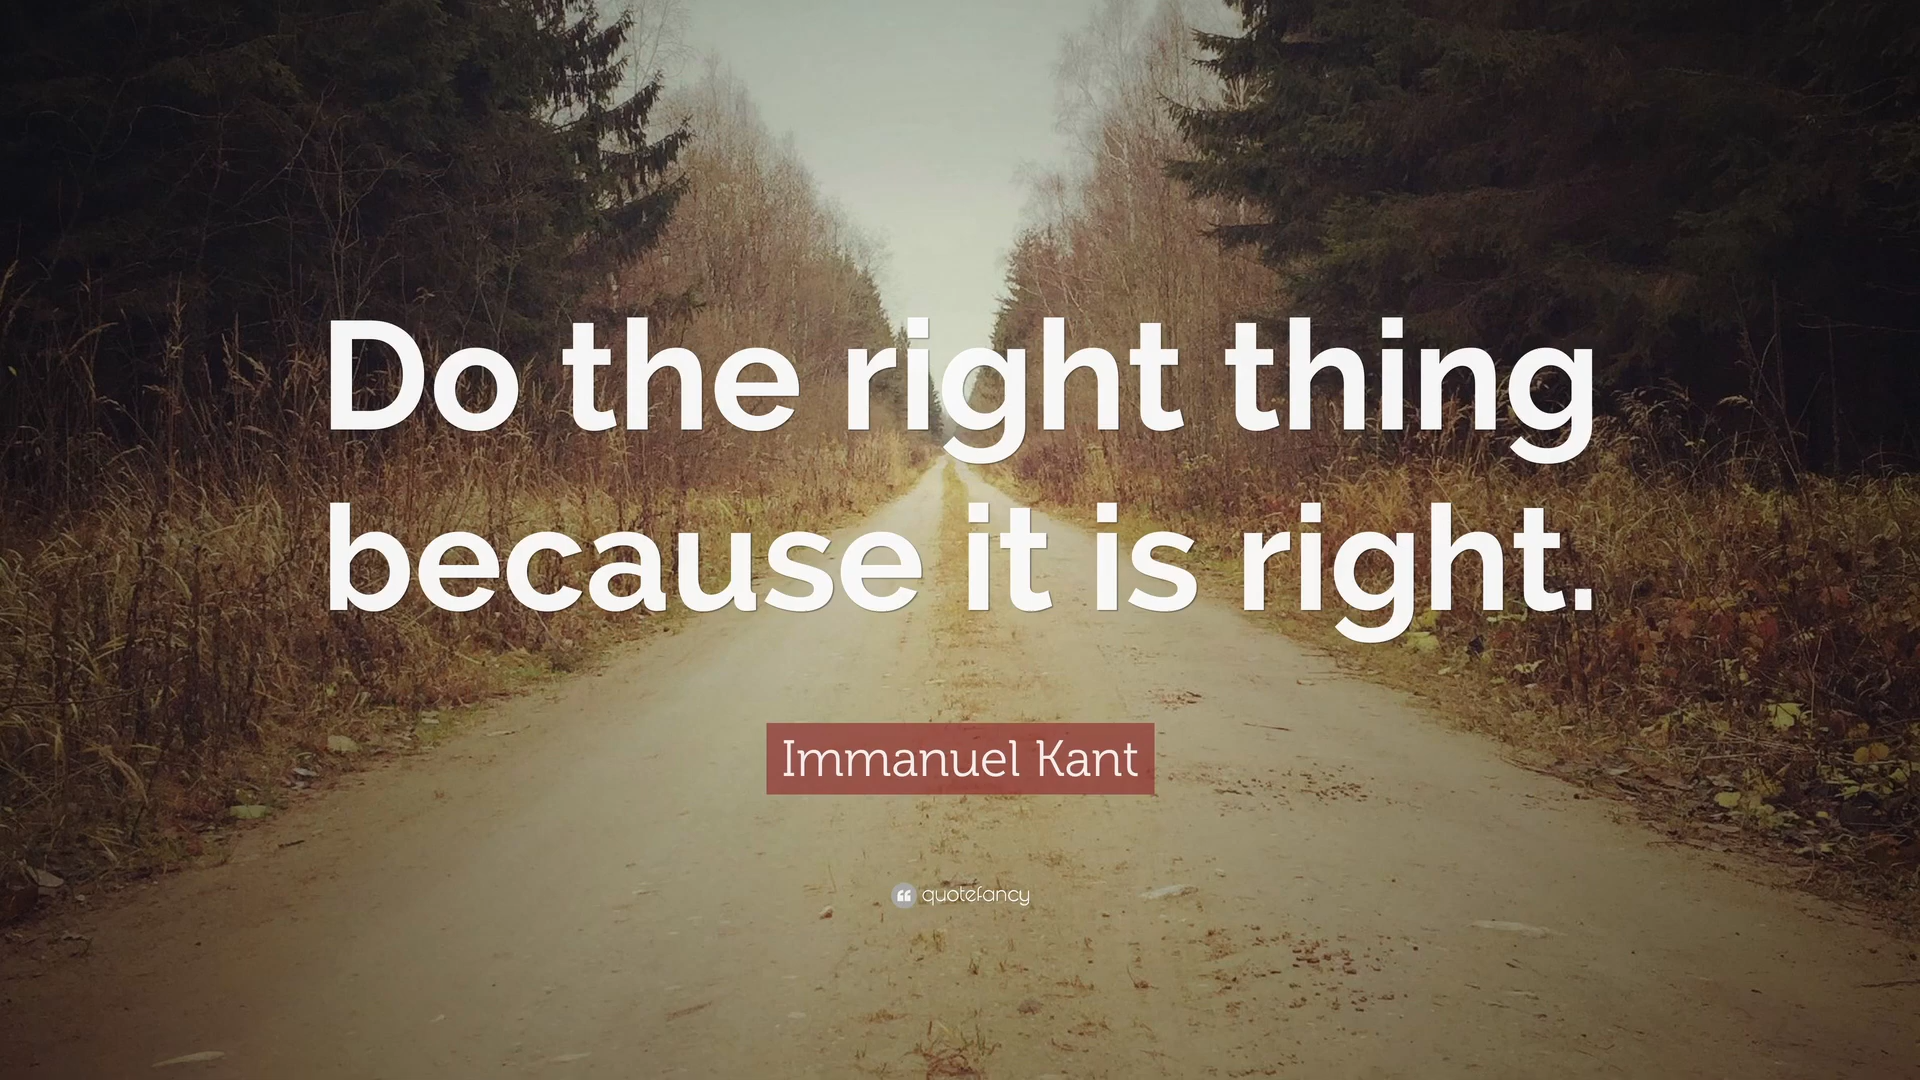 Do the right thing
because it is right.
Immanuel Kant
quotefancy